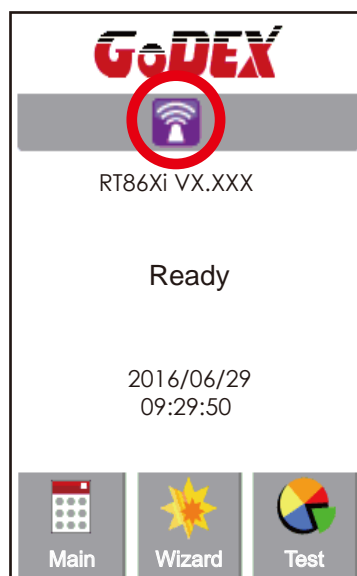 GoDEX
RT86Xi VX.XXX
Ready
2016/06/29
09:29:50
Main Wizard Test